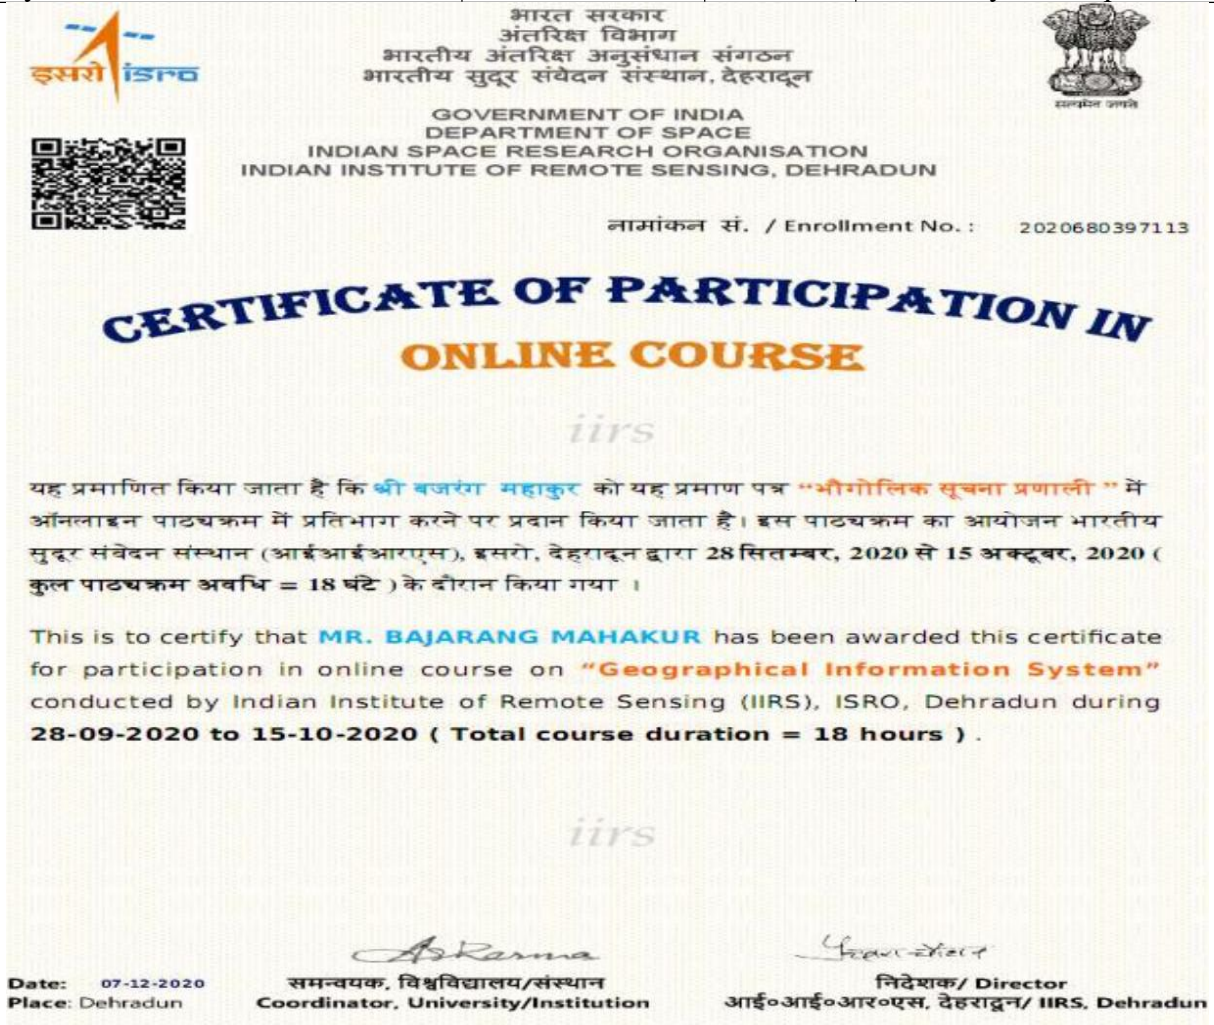 भारत सरकार
अंतरिक्ष विभाग
भारतीय अंतरिक्ष अनुसंधान संगठन
भारतीय सुदूर संवेदन संस्थान, देहरादून
इसरो isro
सत्यमेव जयते
GOVERNMENT OF INDIA
DEPARTMENT OF SPACE
INDIAN SPACE RESEARCH ORGANISATION
INDIAN INSTITUTE OF REMOTE SENSING, DEHRADUN
नामांकन सं. / Enrollment No. : 2020680397113
CERTIFICATE OF PARTICIPATION IN
ONLINE COURSE
iirs
यह प्रमाणित किया जाता है कि श्री बजरंग महाकुर को यह प्रमाण पत्र “भौगोलिक सूचना प्रणाली ” में
ऑनलाइन पाठ्यक्रम में प्रतिभाग करने पर प्रदान किया जाता है। इस पाठ्यक्रम का आयोजन भारतीय
सुदूर संवेदन संस्थान (आईआईआरएस), इसरो, देहरादून द्वारा 28 सितम्बर, 2020 से 15 अक्टूबर, 2020 (
कुल पाठ्यक्रम अवधि = 18 घंटे ) के दौरान किया गया ।
This is to certify that MR. BAJARANG MAHAKUR has been awarded this certificate
for participation in online course on “Geographical Information System”
conducted by Indian Institute of Remote Sensing (IIRS), ISRO, Dehradun during
28-09-2020 to 15-10-2020 ( Total course duration = 18 hours ) .
iirs
Date: 07-12-2020
Place: Dehradun
समन्वयक, विश्वविद्यालय/संस्थान
Coordinator, University/Institution
निदेशक/ Director
आई०आई०आर०एस, देहरादून/ IIRS, Dehradun